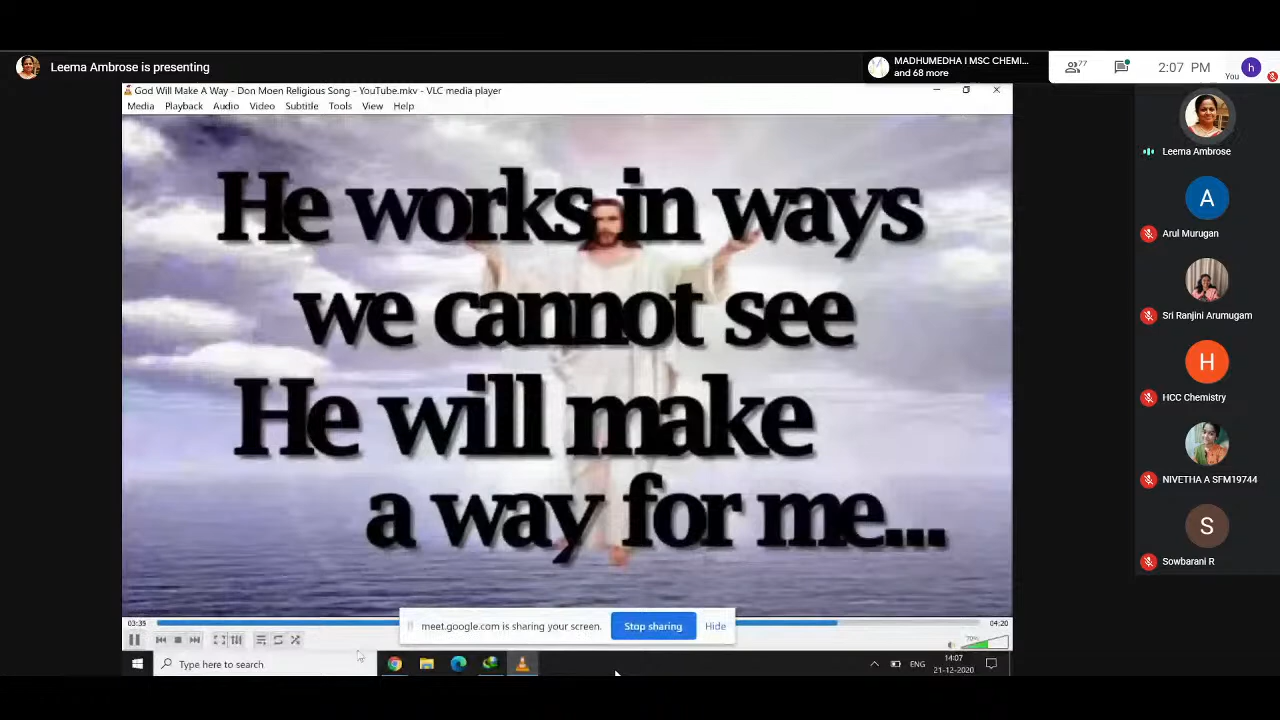 Leema Ambrose is presenting
MADHUMEDHA I MSC CHEMI...
and 68 more
77
2:07 PM
You
h
God Will Make A Way - Don Moen Religious Song - YouTube.mkv - VLC media player
Media Playback Audio Video Subtitle Tools View Help
He works in ways
we cannot see
He will make
a way for me...
03:39
04:20
70%
meet.google.com is sharing your screen.
Stop sharing
Hide
Type here to search
ENG
14:07
21-12-2020
Leema Ambrose
A
Arul Murugan
Sri Ranjini Arumugam
H
HCC Chemistry
NIVETHA A SFM19744
S
Sowbarani R